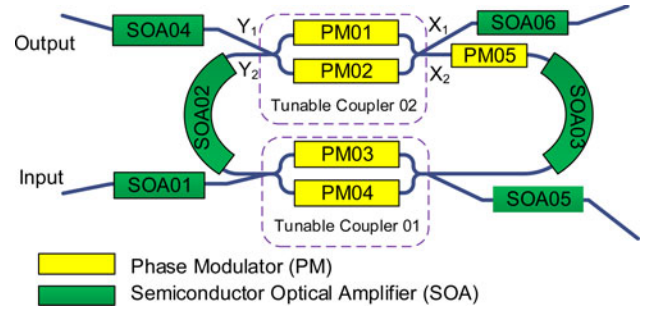 SOA04
Y1
PM01
X1
SOA06
Output
PM02
PM05
Y2
X2
SOA02
Tunable Coupler 02
SOA03
PM03
Input
SOA01
PM04
SOA05
Tunable Coupler 01
Phase Modulator (PM)
Semiconductor Optical Amplifier (SOA)